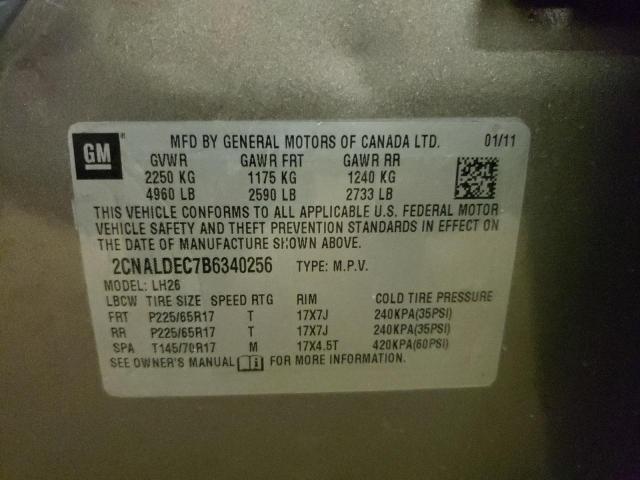 GM ® MFD BY GENERAL MOTORS OF CANADA LTD. 01/11
GVWR GAWR FRT GAWR RR
2250 KG 1175 KG 1240 KG
4960 LB 2590 LB 2733 LB
THIS VEHICLE CONFORMS TO ALL APPLICABLE U.S. FEDERAL MOTOR
VEHICLE SAFETY AND THEFT PREVENTION STANDARDS IN EFFECT ON
THE DATE OF MANUFACTURE SHOWN ABOVE.
2CNALDEC7B6340256 TYPE: M.P.V.
MODEL: LH26
LBCW TIRE SIZE SPEED RTG RIM COLD TIRE PRESSURE
FRT P225/65R17 T 17X7J 240KPA(35PSI)
RR P225/65R17 T 17X7J 240KPA(35PSI)
SPA T145/70R17 M 17X4.5T 420KPA(60PSI)
SEE OWNER'S MANUAL FOR MORE INFORMATION.